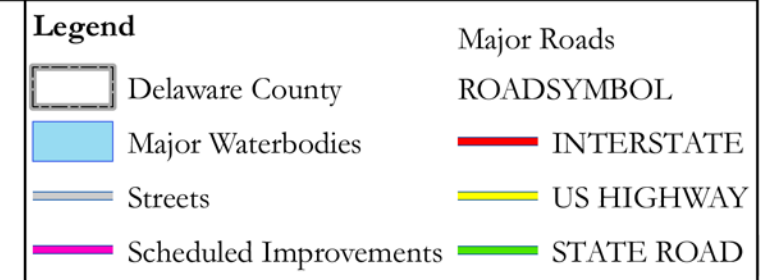 Legend
Delaware County
Major Waterbodies
Streets
Scheduled Improvements
Major Roads
ROADSYMBOL
INTERSTATE
US HIGHWAY
STATE ROAD